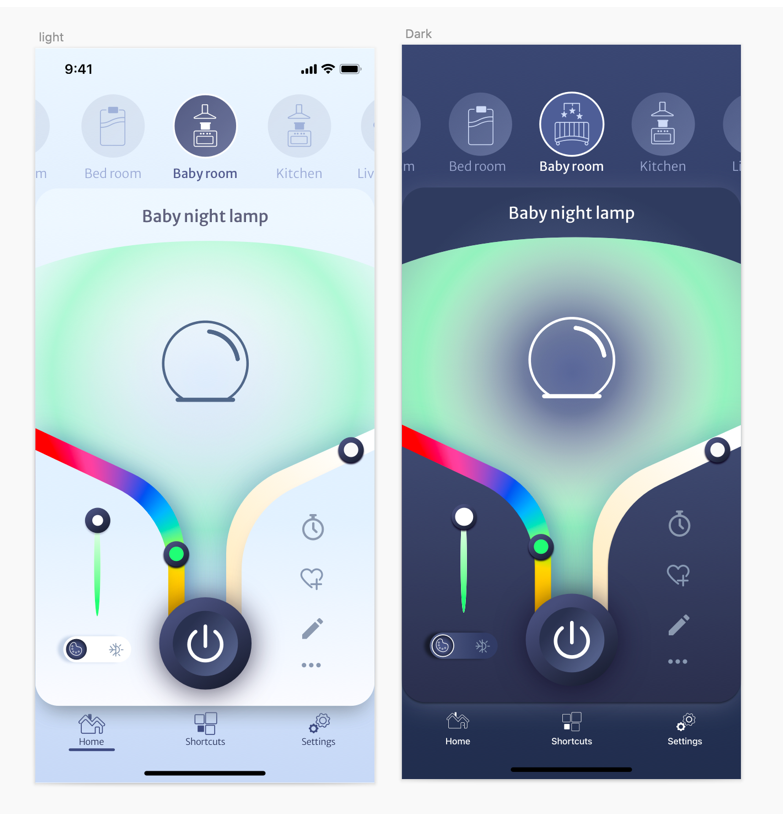 light
9:41
m
Bed room
Baby room
Kitchen
Liv
Baby night lamp
Home
Shortcuts
Settings
Dark
m
Bed room
Baby room
Kitchen
Li
Baby night lamp
Home
Shortcuts
Settings